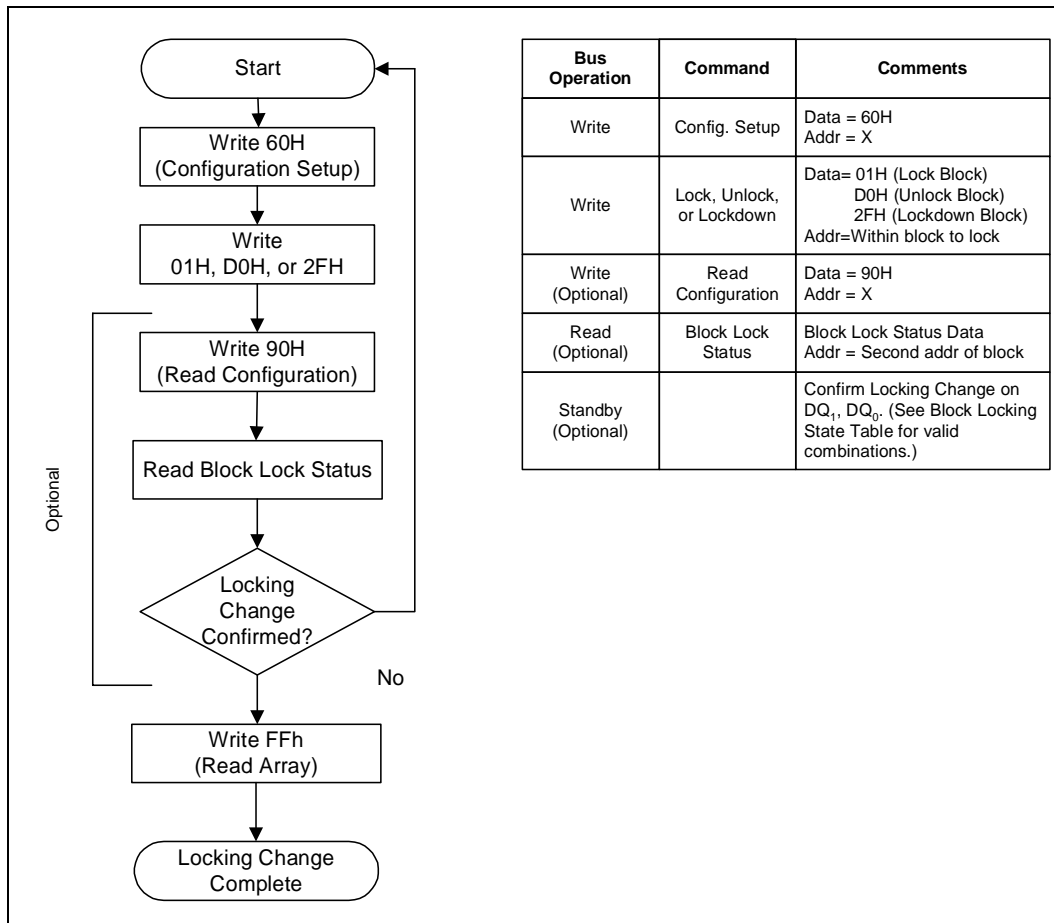 Start
Write 60H
(Configuration Setup)
Write
01H, D0H, or 2FH
Write 90H
(Read Configuration)
Read Block Lock Status
Optional
Locking
Change
Confirmed?
No
Write FFh
(Read Array)
Locking Change
Complete
Bus
Operation
Command
Comments
Write
Config. Setup
Data = 60H
Addr = X
Write
Lock, Unlock,
or Lockdown
Data= 01H (Lock Block)
D0H (Unlock Block)
2FH (Lockdown Block)
Addr=Within block to lock
Write
(Optional)
Read
Configuration
Data = 90H
Addr = X
Read
(Optional)
Block Lock
Status
Block Lock Status Data
Addr = Second addr of block
Standby
(Optional)
Confirm Locking Change on
DQ₁, DQ₀. (See Block Locking
State Table for valid
combinations.)